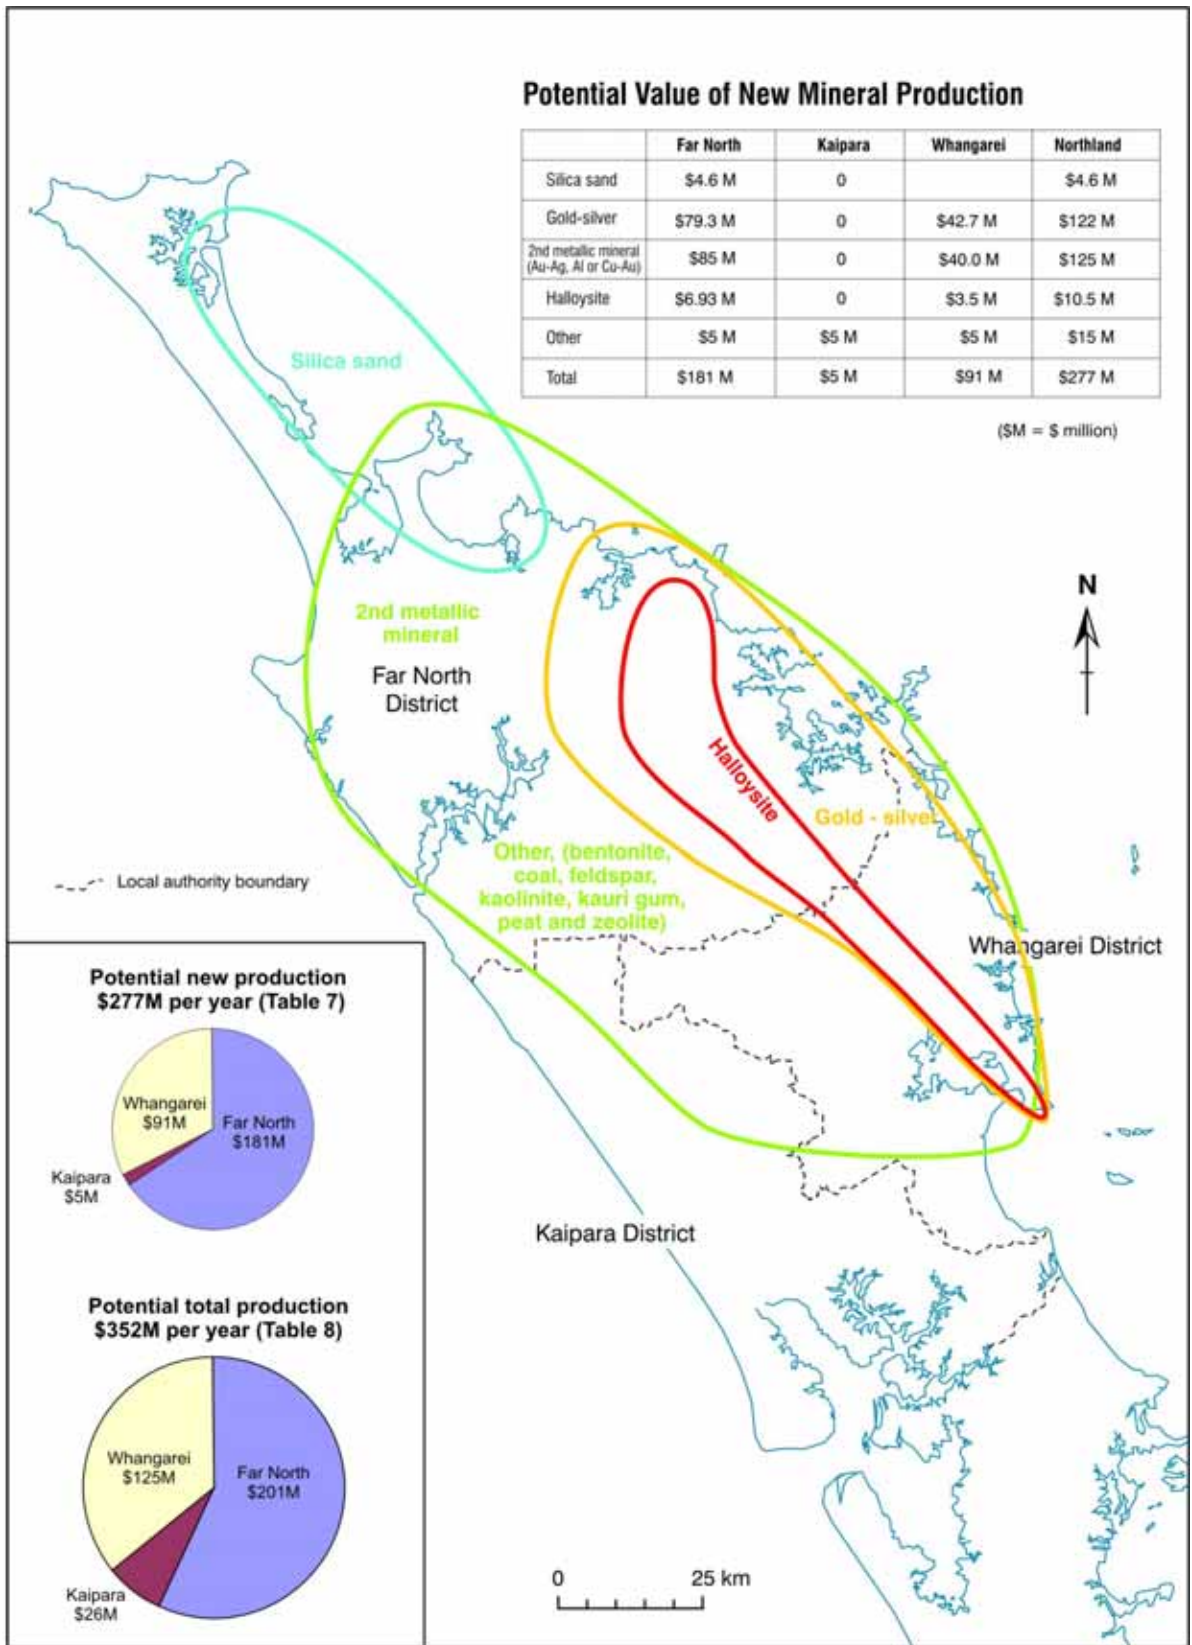 Potential Value of New Mineral Production
Far North Kaipara Whangarei Northland
Silica sand $4.6 M 0 $4.6 M
Gold-silver $79.3 M 0 $42.7 M $122 M
2nd metallic mineral
(Au-Ag, Al or Cu-Au) $85 M 0 $40.0 M $125 M
Halloysite $6.93 M 0 $3.5 M $10.5 M
Other $5 M $5 M $5 M $15 M
Total $181 M $5 M $91 M $277 M
($M = $ million)
Silica sand
N
2nd metallic
mineral
Far North
District
Halloysite
Gold - silver
Other, (bentonite,
coal, feldspar,
kaolinite, kauri gum,
peat and zeolite)
Local authority boundary
Whangarei District
Kaipara District
Potential new production
$277M per year (Table 7)
Whangarei
$91M
Far North
$181M
Kaipara
$5M
Potential total production
$352M per year (Table 8)
Whangarei
$125M
Far North
$201M
Kaipara
$26M
0 25 km